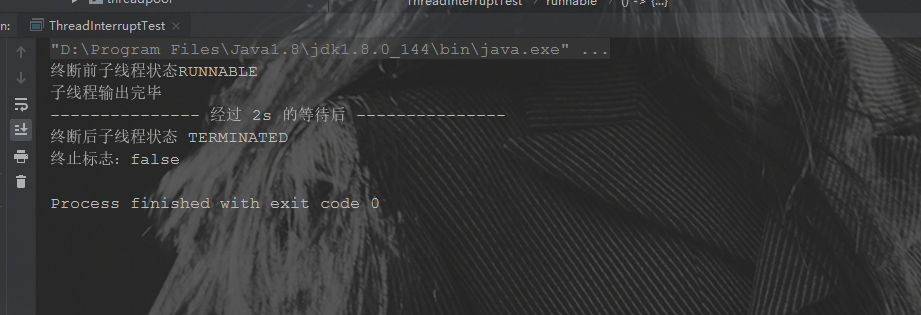 threadpool
ThreadInterruptTest
runnable
() -> {...}
n:
ThreadInterruptTest
"D:\Program Files\Java1.8\jdk1.8.0_144\bin\java.exe" ...
终断前子线程状态RUNNABLE
子线程输出完毕
--------------- 经过 2s 的等待后 ---------------
终断后子线程状态 TERMINATED
终止标志：false
Process finished with exit code 0